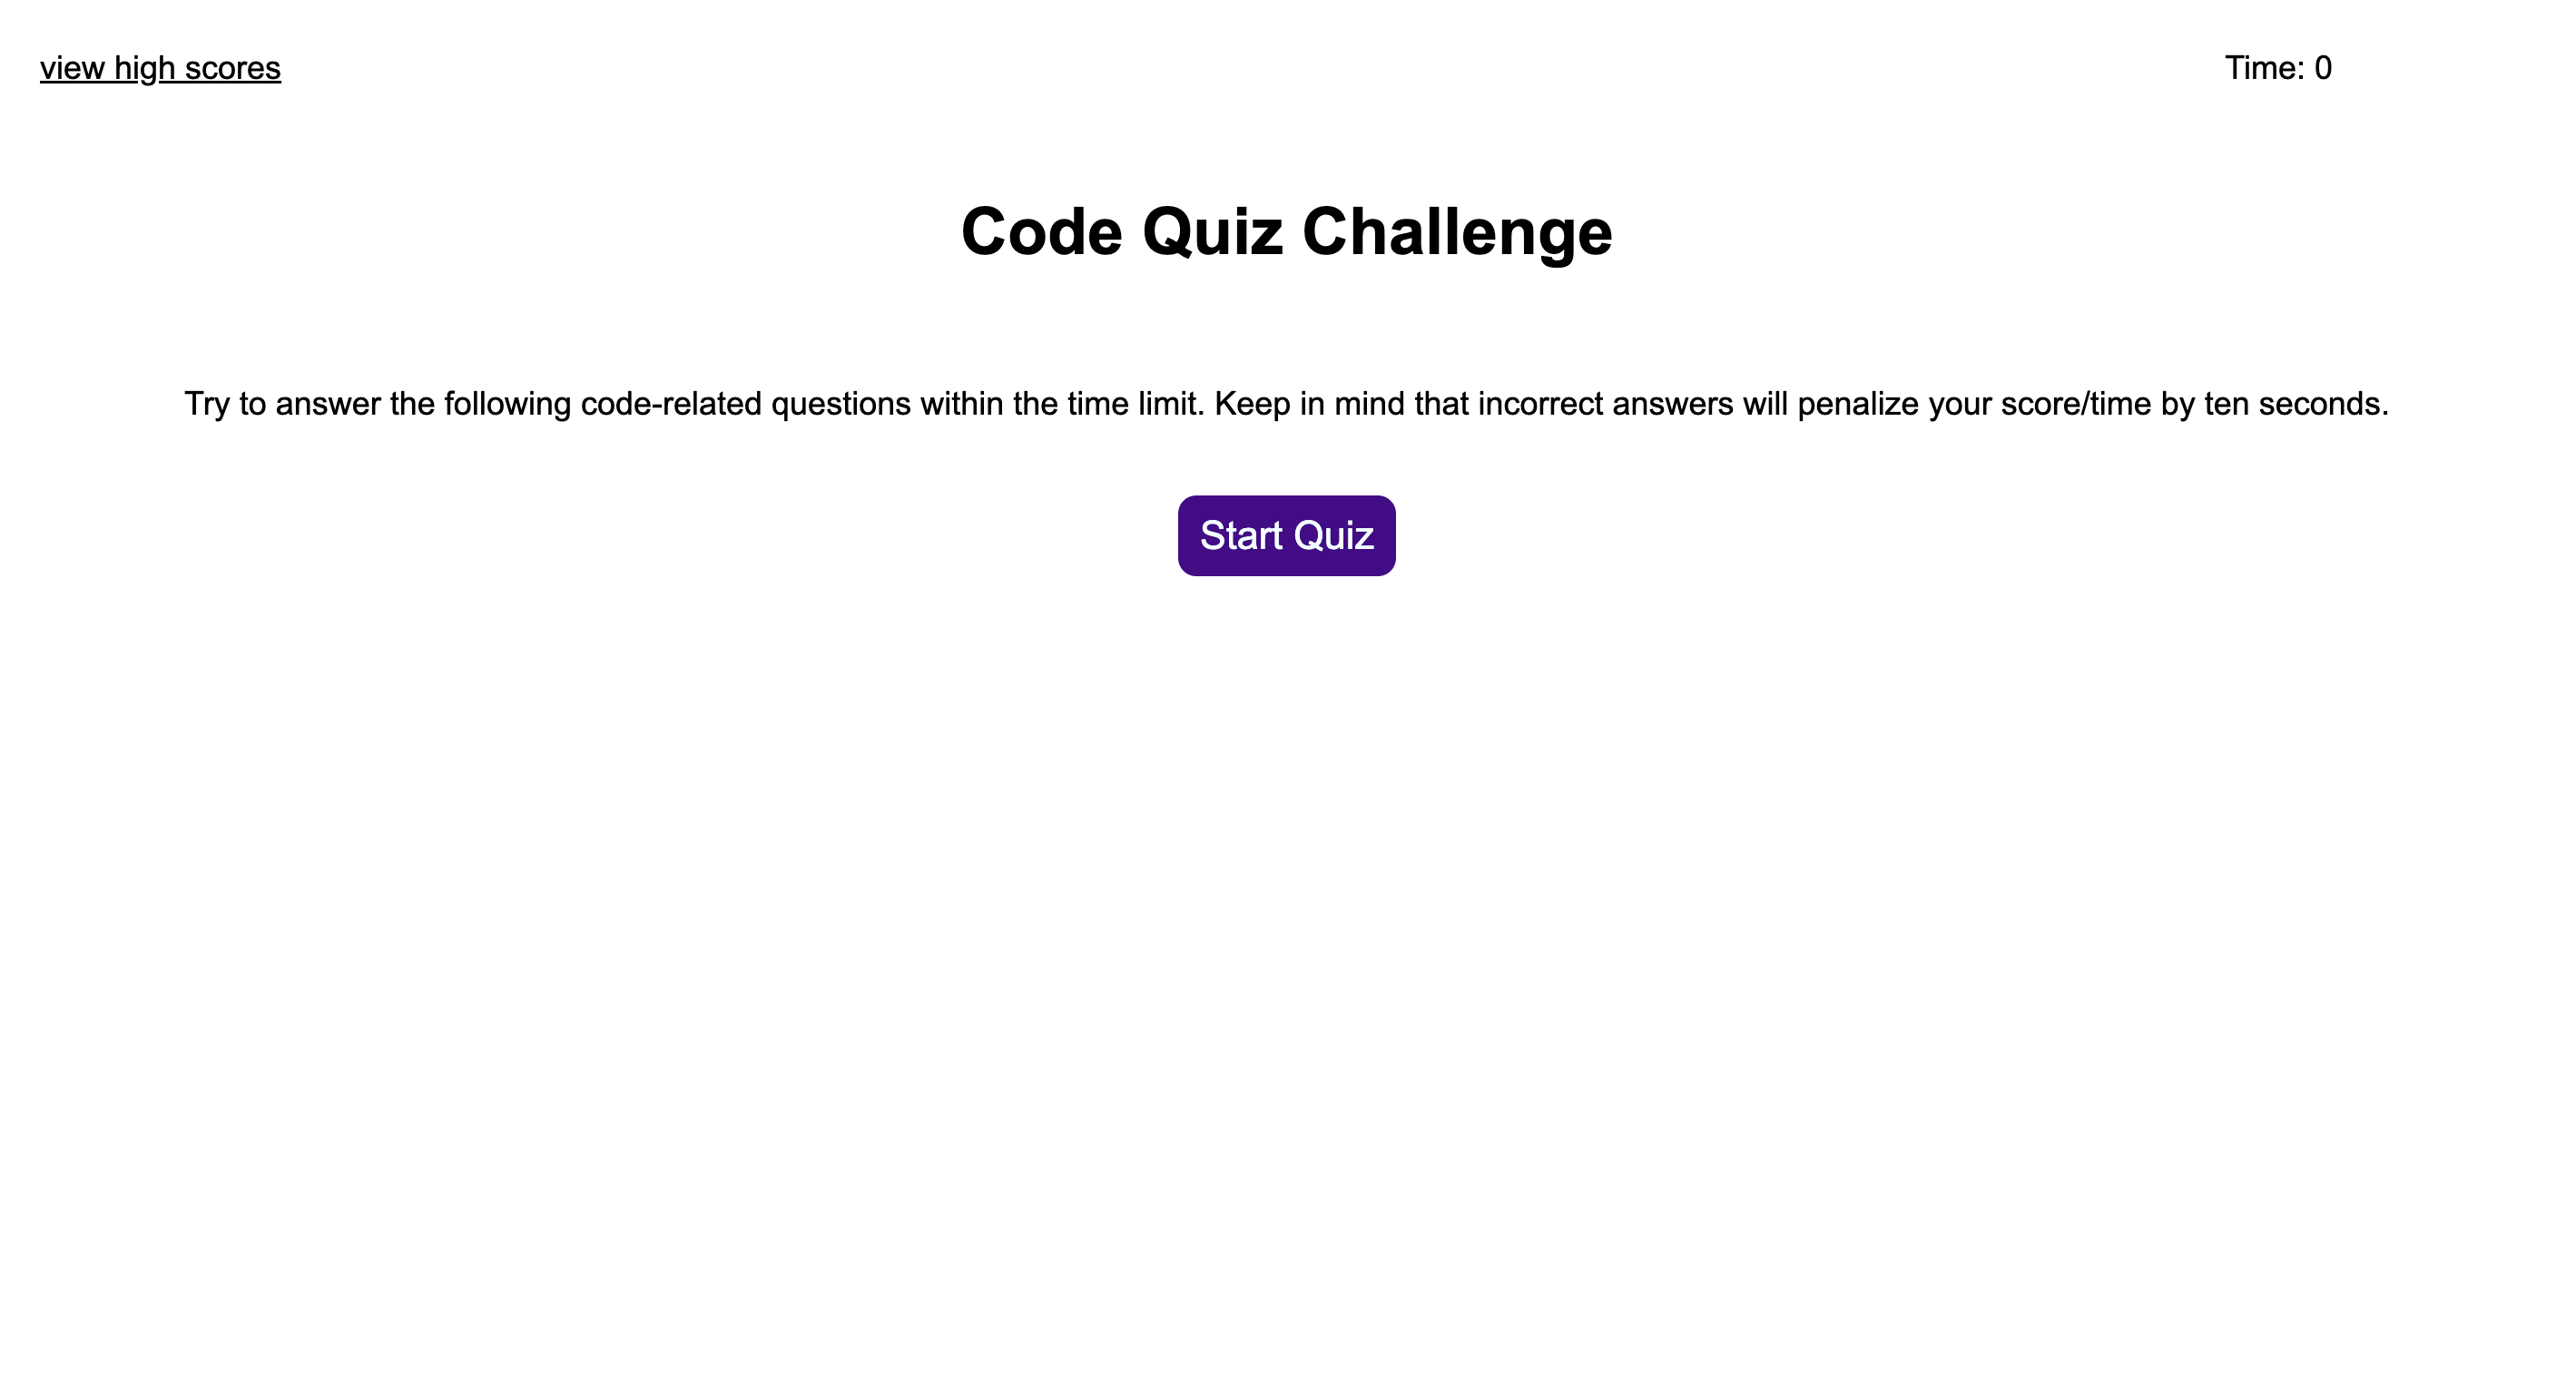 view high scores
Time: 0
Code Quiz Challenge
Try to answer the following code-related questions within the time limit. Keep in mind that incorrect answers will penalize your score/time by ten seconds.
Start Quiz